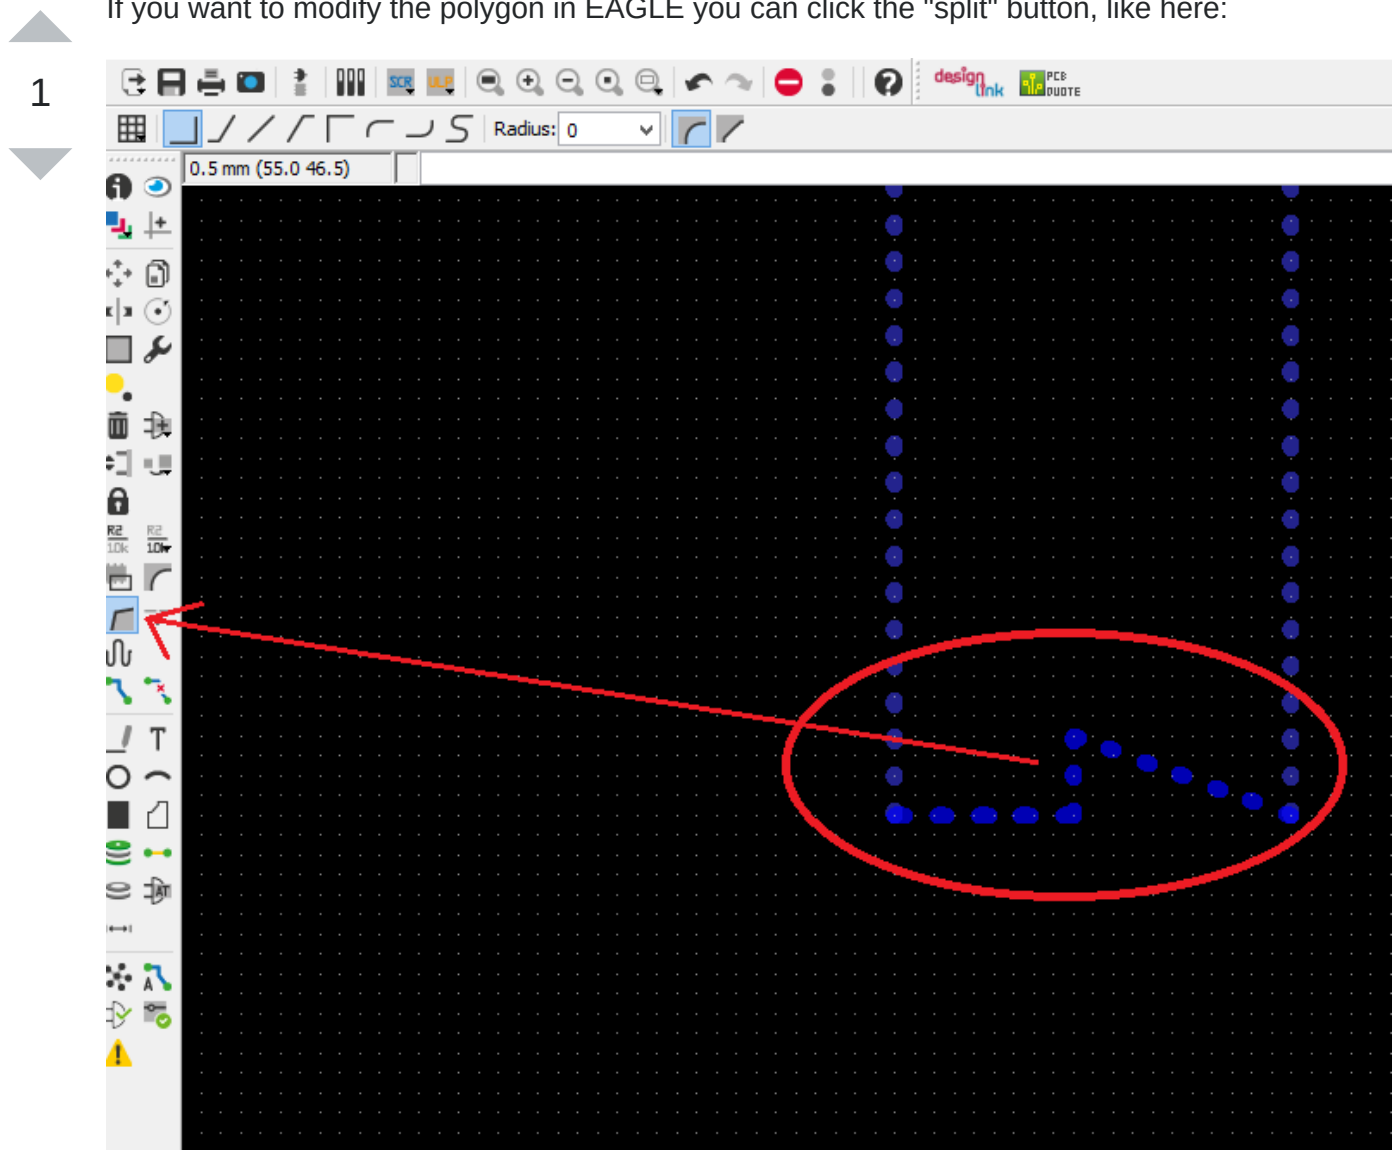 If you want to modify the polygon in EAGLE you can click the "split" button, like here:
1
SCR ULP design link PCB QUOTE
Radius: 0
0.5 mm (55.0 46.5)
R2 R2
10k 10k
T
AT
A